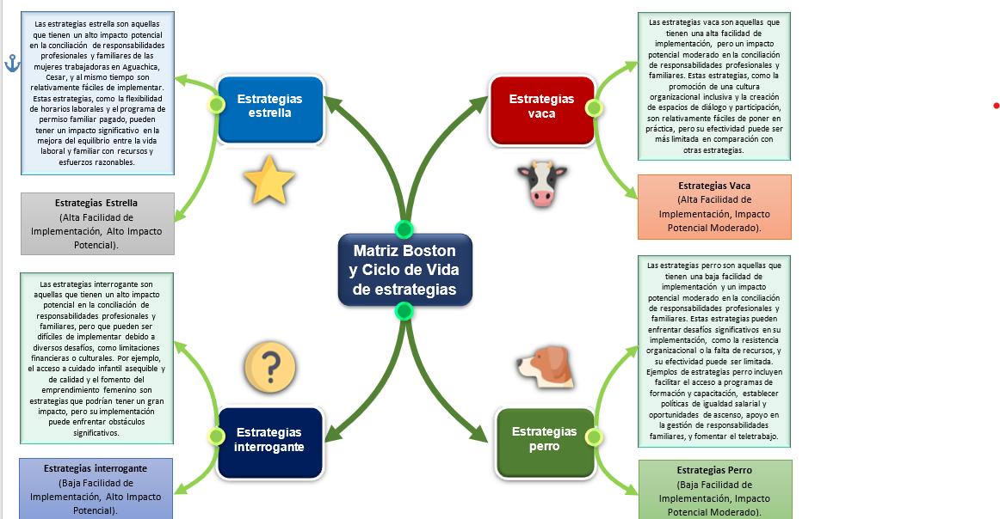 Las estrategias estrella son aquellas
que tienen un alto impacto potencial
en la conciliación de responsabilidades
profesionales y familiares de las
mujeres trabajadoras en Aguachica,
Cesar, y al mismo tiempo son
relativamente fáciles de implementar.
Estas estrategias, como la flexibilidad
de horarios laborales y el programa de
permiso familiar pagado, pueden
tener un impacto significativo en la
mejora del equilibrio entre la vida
laboral y familiar con recursos y
esfuerzos razonables.
Estrategias
estrella
Estrategias Estrella
(Alta Facilidad de
Implementación, Alto Impacto
Potencial).
Estrategias
vaca
Las estrategias vaca son aquellas que
tienen una alta facilidad de
implementación, pero un impacto
potencial moderado en la conciliación
de responsabilidades profesionales y
familiares. Estas estrategias, como la
promoción de una cultura
organizacional inclusiva y la creación
de espacios de diálogo y participación,
son relativamente fáciles de poner en
práctica, pero su efectividad puede ser
más limitada en comparación con
otras estrategias.
Estrategias Vaca
(Alta Facilidad de
Implementación, Impacto
Potencial Moderado).
Matriz Boston
y Ciclo de Vida
de estrategias
Las estrategias interrogante son
aquellas que tienen un alto impacto
potencial en la conciliación de
responsabilidades profesionales y
familiares, pero que pueden ser
difíciles de implementar debido a
diversos desafíos, como limitaciones
financieras o culturales. Por ejemplo,
el acceso a cuidado infantil asequible y
de calidad y el fomento del
emprendimiento femenino son
estrategias que podrían tener un gran
impacto, pero su implementación
puede enfrentar obstáculos
significativos.
?
Estrategias
interrogante
Estrategias interrogante
(Baja Facilidad de
Implementación, Alto Impacto
Potencial).
Estrategias
perro
Las estrategias perro son aquellas que
tienen una baja facilidad de
implementación y un impacto
potencial moderado en la conciliación
de responsabilidades profesionales y
familiares. Estas estrategias pueden
enfrentar desafíos significativos en su
implementación, como la resistencia
organizacional o la falta de recursos, y
su efectividad puede ser limitada.
Ejemplos de estrategias perro incluyen
facilitar el acceso a programas de
formación y capacitación, establecer
políticas de igualdad salarial y
oportunidades de ascenso, apoyo en
la gestión de responsabilidades
familiares, y fomentar el teletrabajo.
Estrategias Perro
(Baja Facilidad de
Implementación, Impacto
Potencial Moderado).